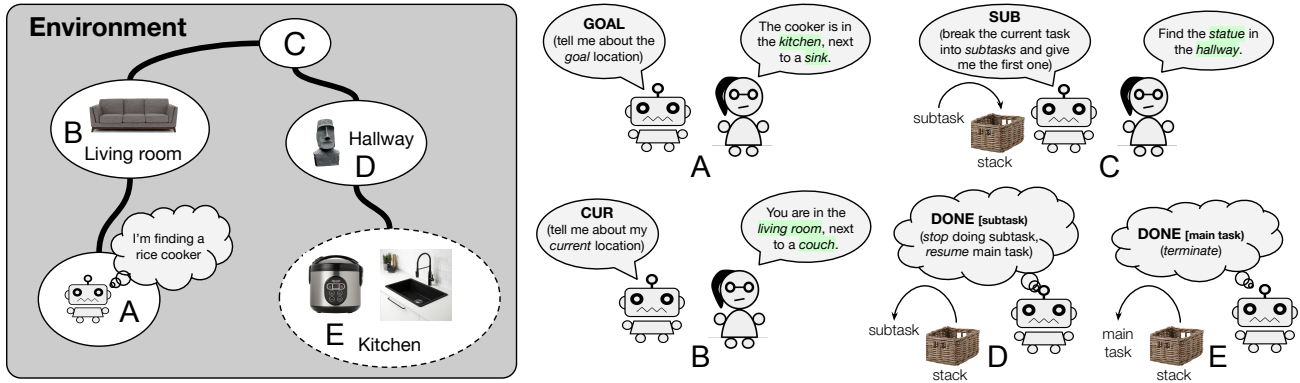 Environment
C
B
Living room
Hallway
D
I'm finding a
rice cooker
A
E
Kitchen
GOAL
(tell me about the
goal location)
The cooker is in
the kitchen, next
to a sink.
A
SUB
(break the current task
into subtasks and give
me the first one)
Find the statue in
the hallway.
subtask
stack
C
CUR
(tell me about my
current location)
You are in the
living room, next
to a couch.
B
DONE [subtask]
(stop doing subtask,
resume main task)
subtask
stack
D
DONE [main task]
(terminate)
main
task
stack
E